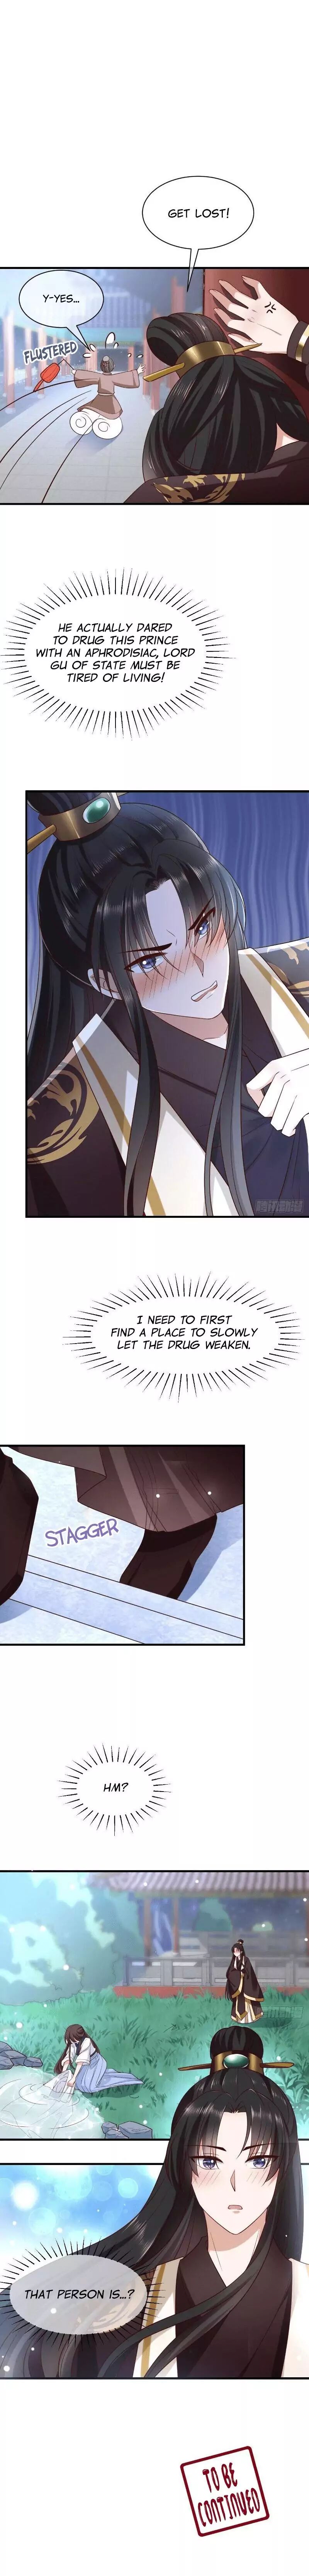 GET LOST!
Y-YES...
FLUSTERED
HE ACTUALLY DARED
TO DRUG THIS PRINCE
WITH AN APHRODISIAC, LORD
GU OF STATE MUST BE
TIRED OF LIVING!
I NEED TO FIRST
FIND A PLACE TO SLOWLY
LET THE DRUG WEAKEN.
STAGGER
HM?
THAT PERSON IS...?
TO BE
CONTINUED